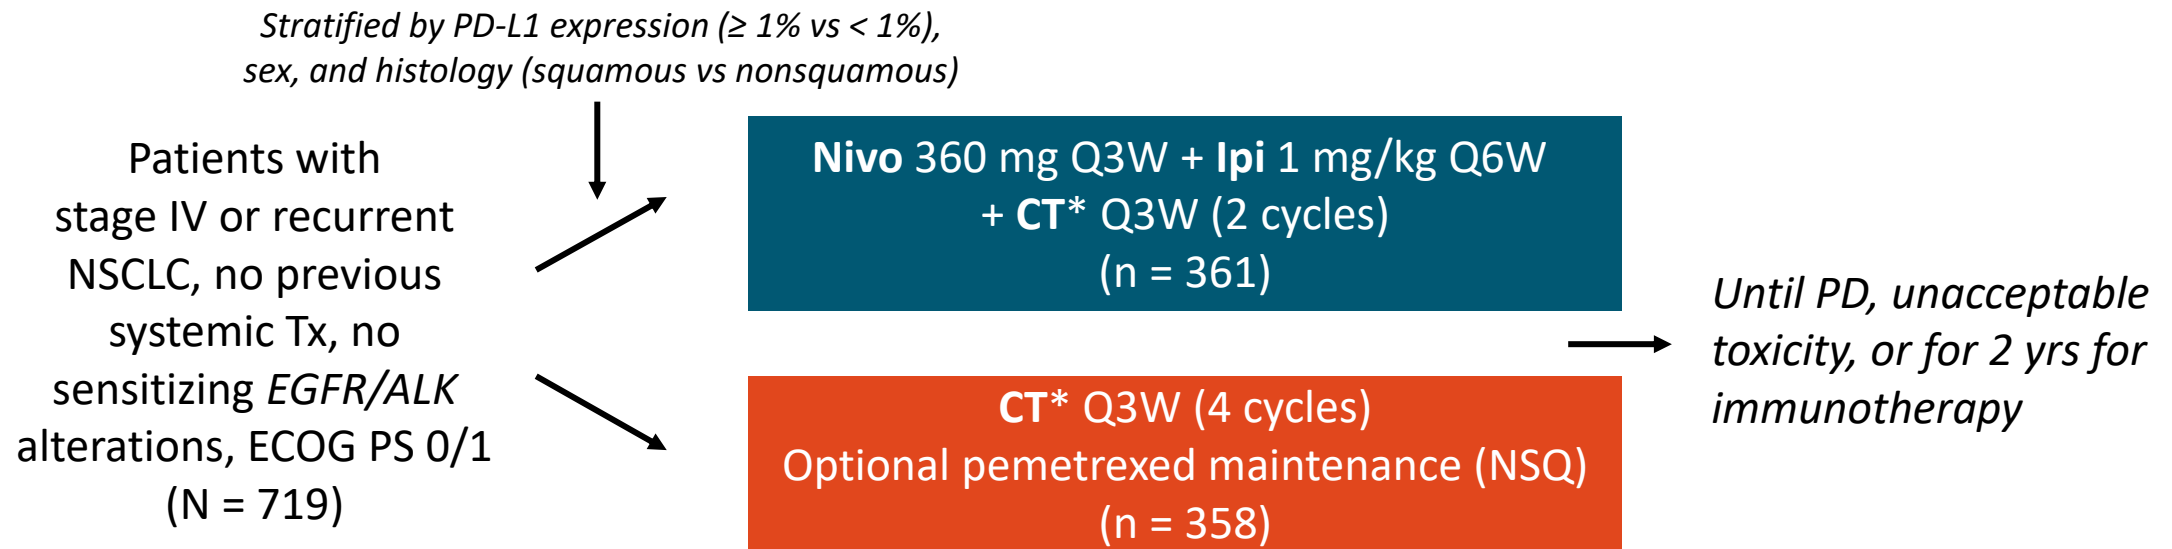 Stratified by PD-L1 expression (≥ 1% vs < 1%),
sex, and histology (squamous vs nonsquamous)
Patients with
stage IV or recurrent
NSCLC, no previous
systemic Tx, no
sensitizing EGFR/ALK
alterations, ECOG PS 0/1
(N = 719)
Nivo 360 mg Q3W + Ipi 1 mg/kg Q6W
+ CT* Q3W (2 cycles)
(n = 361)
CT* Q3W (4 cycles)
Optional pemetrexed maintenance (NSQ)
(n = 358)
Until PD, unacceptable
toxicity, or for 2 yrs for
immunotherapy